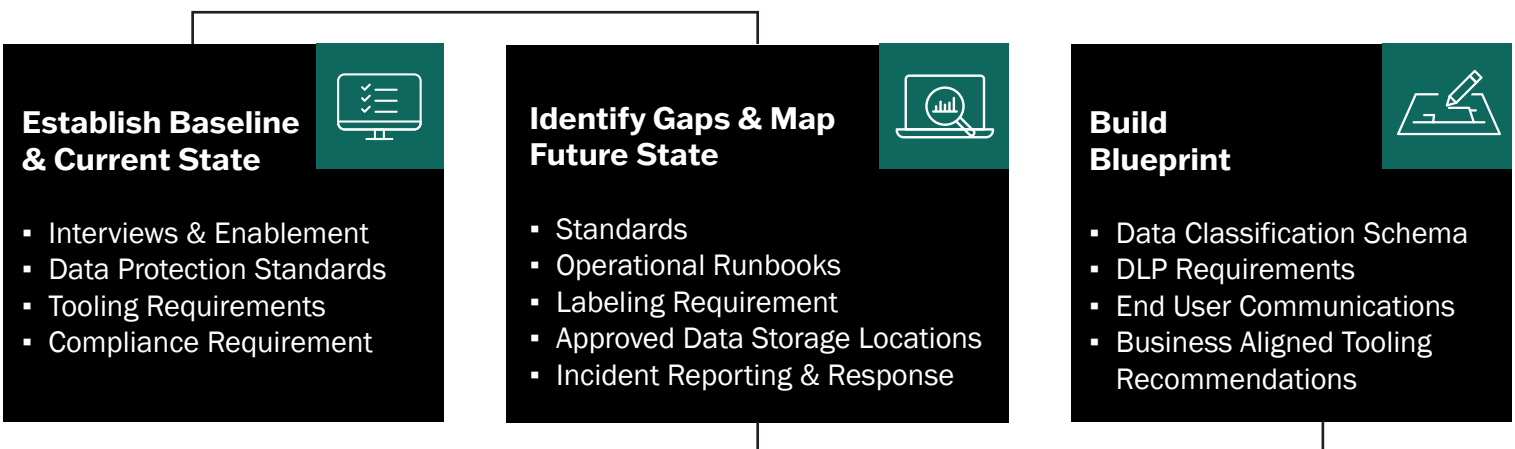 Establish Baseline
& Current State
▪ Interviews & Enablement
▪ Data Protection Standards
▪ Tooling Requirements
▪ Compliance Requirement
Identify Gaps & Map
Future State
▪ Standards
▪ Operational Runbooks
▪ Labeling Requirement
▪ Approved Data Storage Locations
▪ Incident Reporting & Response
Build
Blueprint
▪ Data Classification Schema
▪ DLP Requirements
▪ End User Communications
▪ Business Aligned Tooling
Recommendations